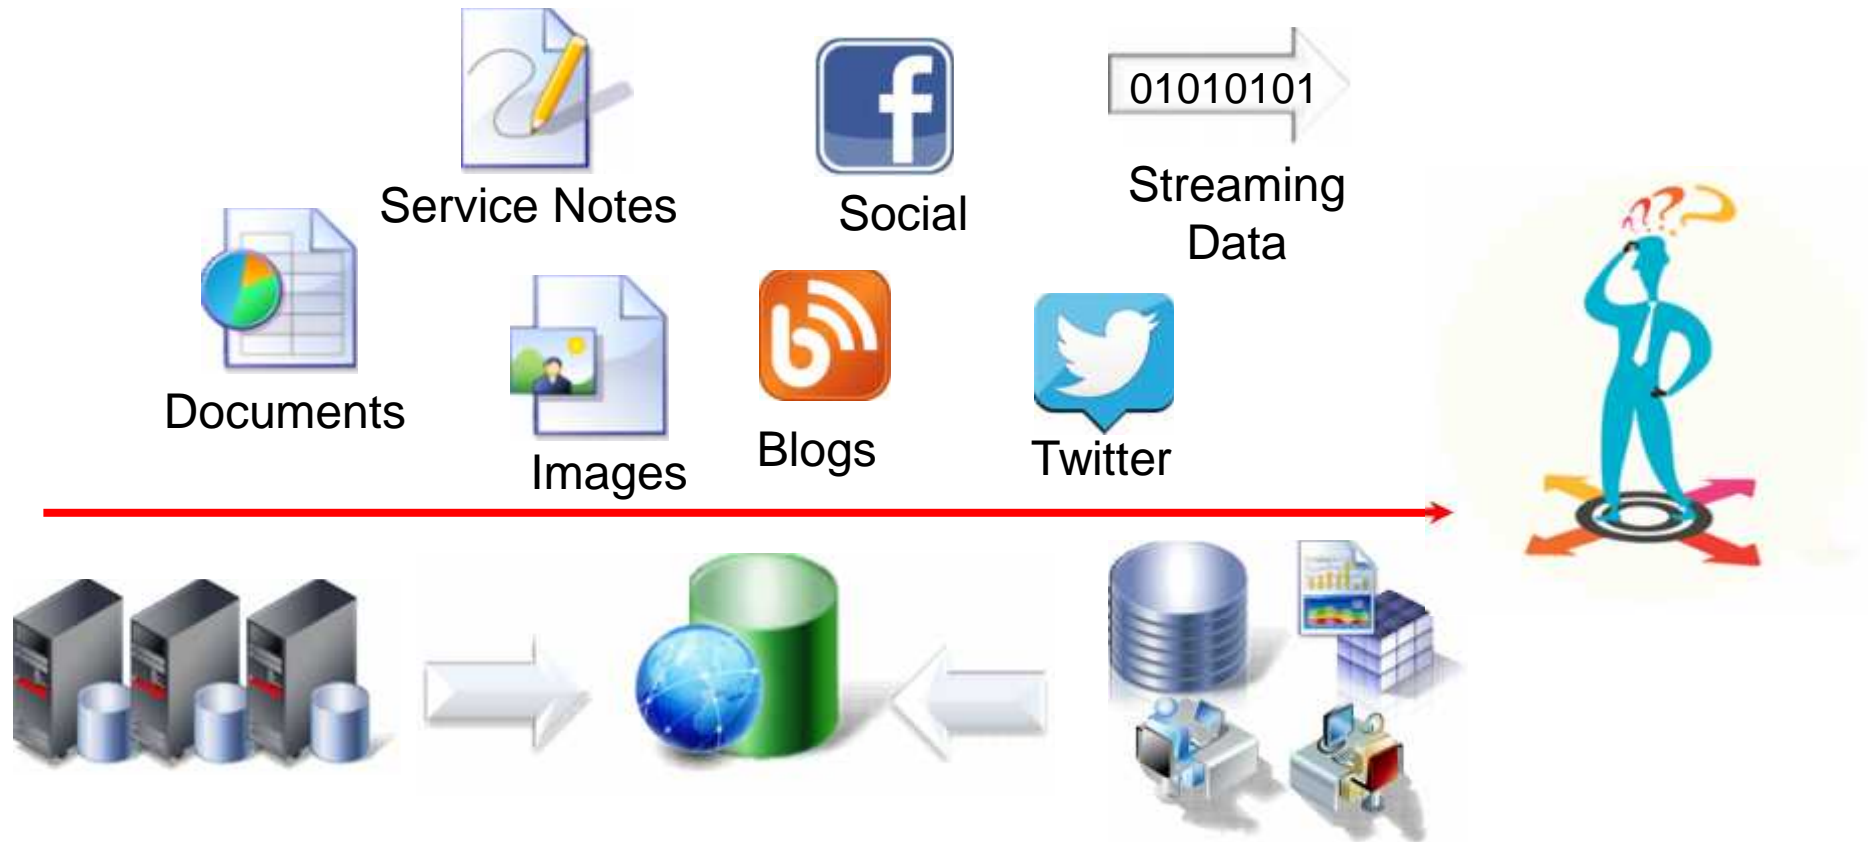 01010101
Service Notes
Social
Streaming
Data
Documents
Images
Blogs
Twitter